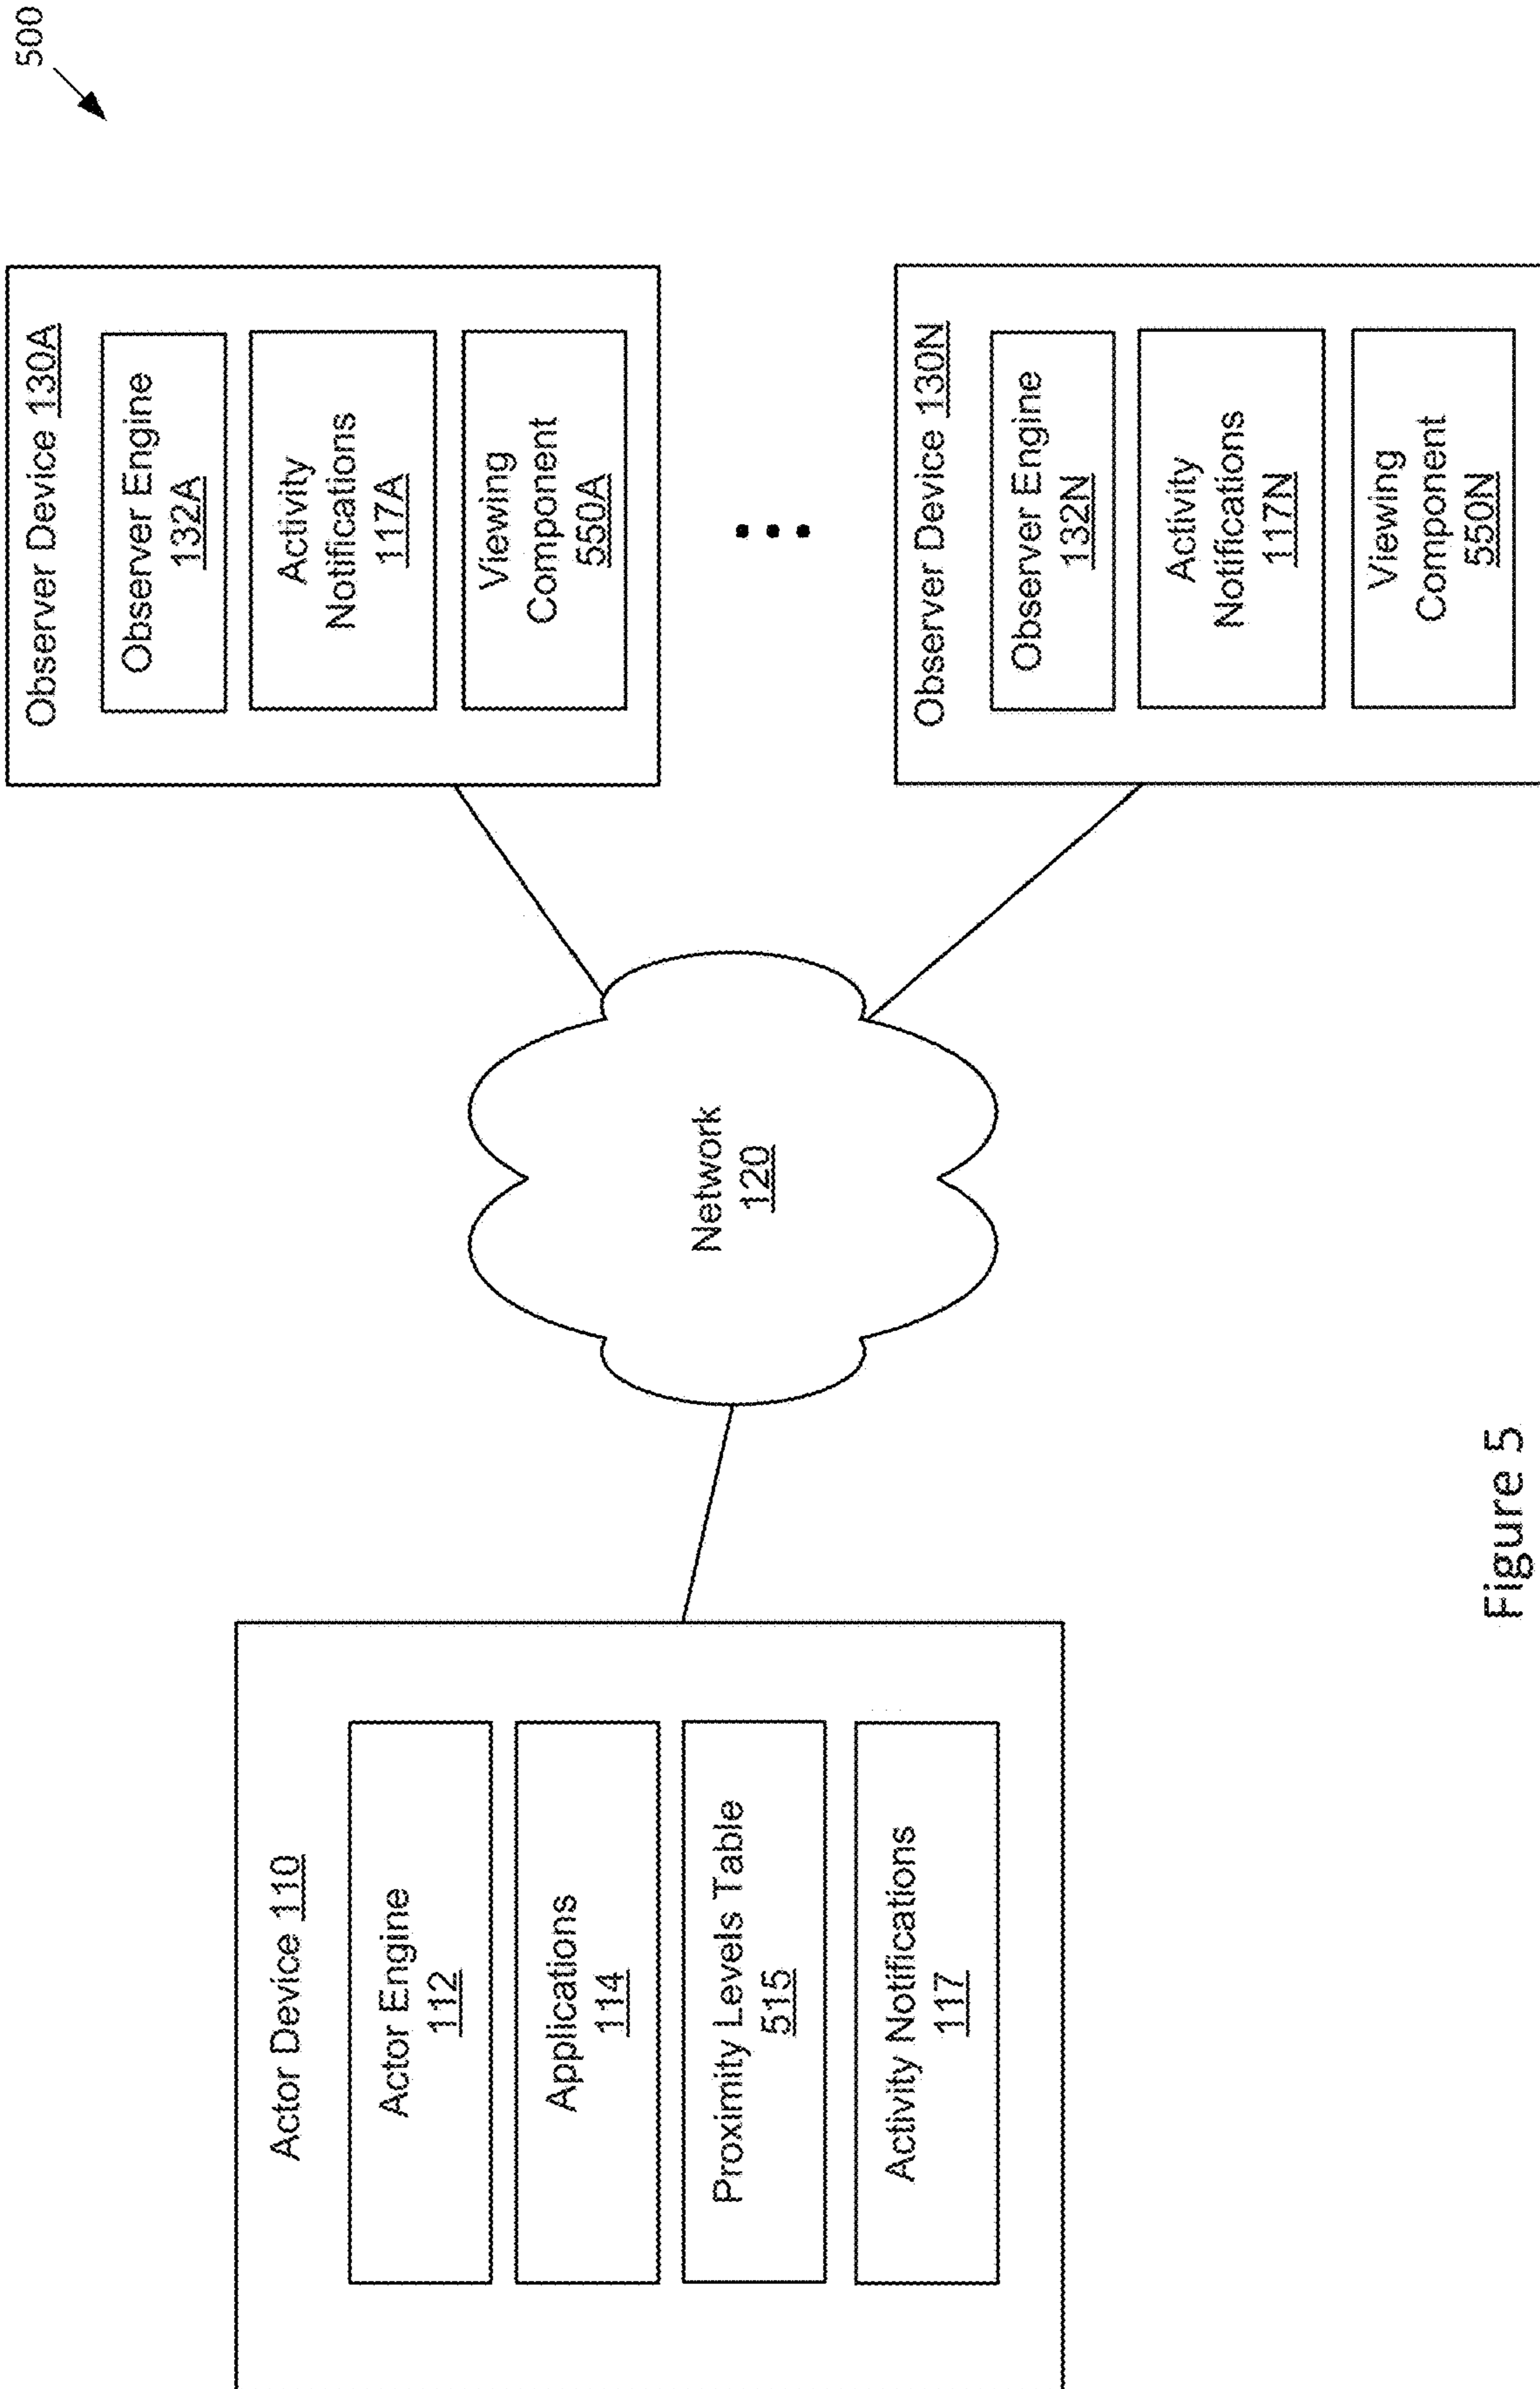 500
Actor Device 110
Actor Engine
112
Applications
114
Proximity Levels Table
515
Activity Notifications
117
Network
120
Observer Device 130A
Observer Engine
132A
Activity
Notifications
117A
Viewing
Component
550A
Observer Device 130N
Observer Engine
132N
Activity
Notifications
117N
Viewing
Component
550N
Figure 5